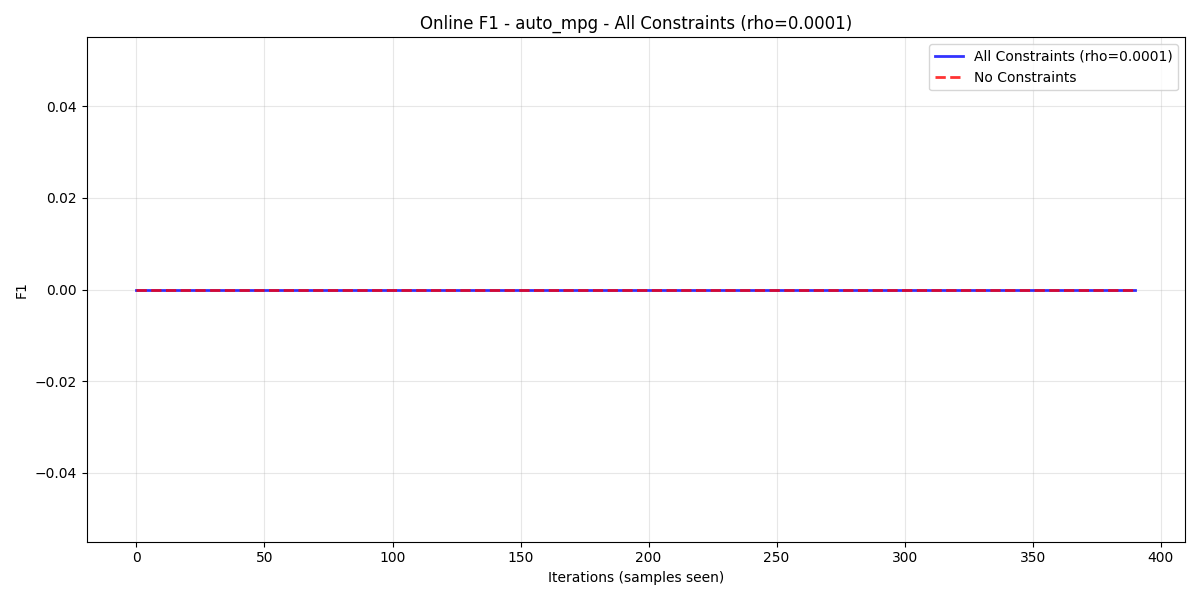 Online F1 - auto_mpg - All Constraints (rho=0.0001)
All Constraints (rho=0.0001)
No Constraints
F1
0.04
0.02
0.00
−0.02
−0.04
0 50 100 150 200 250 300 350 400
Iterations (samples seen)